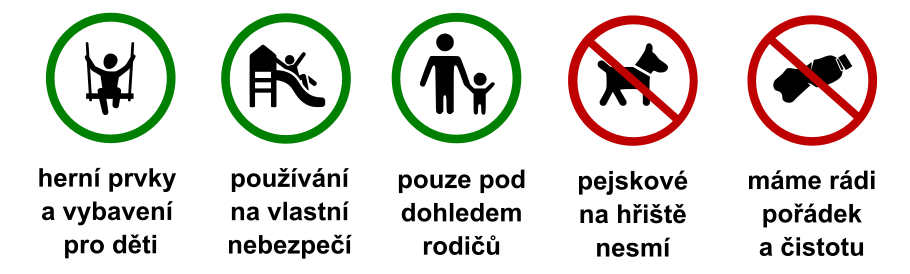 herní prvky
a vybavení
pro děti
používání
na vlastní
nebezpečí
pouze pod
dohledem
rodičů
pejskové
na hřiště
nesmí
máme rádi
pořádek
a čistotu